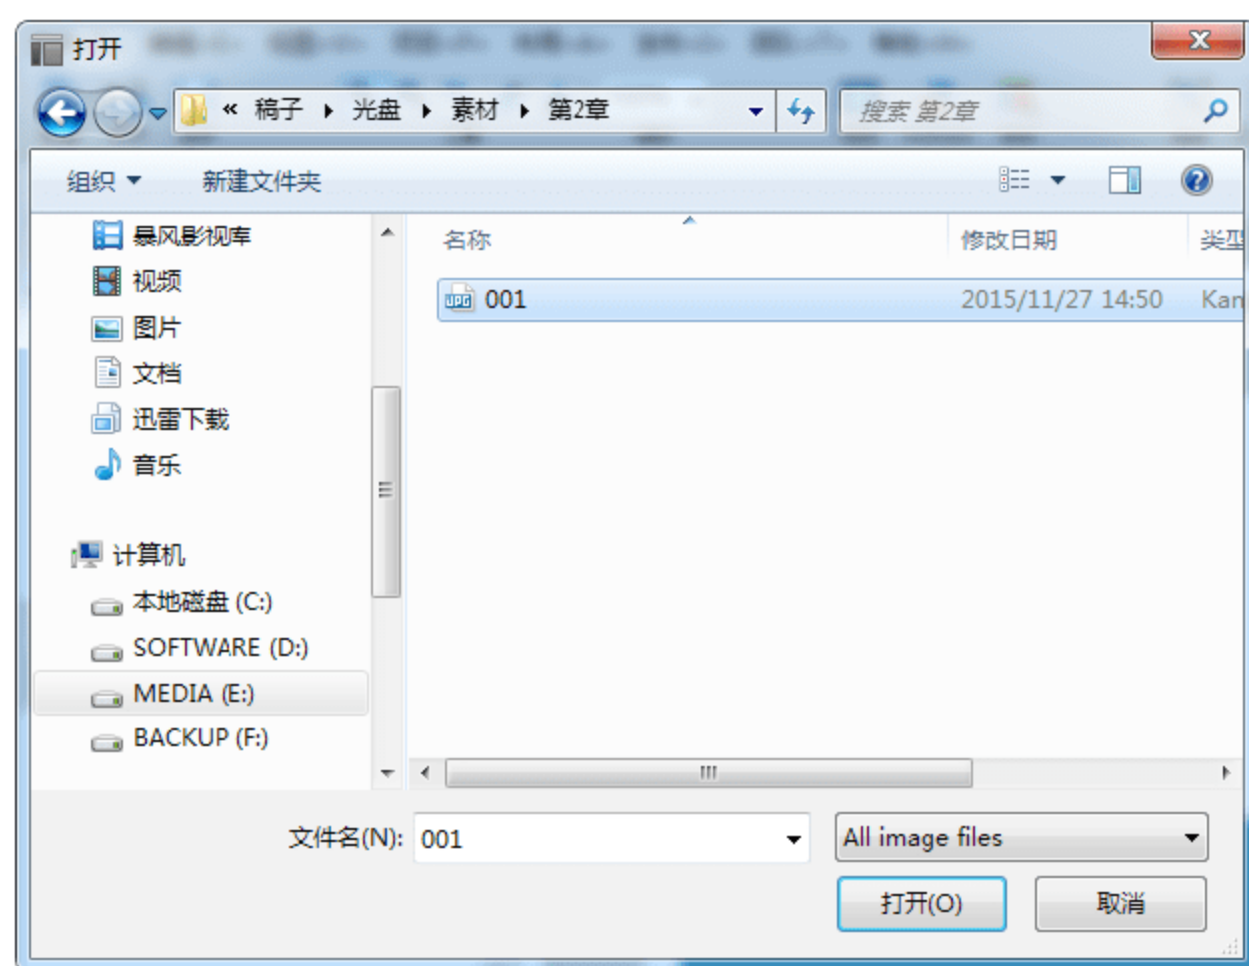 打开
« 稿子 ▸ 光盘 ▸ 素材 ▸ 第2章
搜索 第2章
组织 新建文件夹
名称 修改日期 类型
001 2015/11/27 14:50
暴风影视库
视频
图片
文档
迅雷下载
音乐
计算机
本地磁盘 (C:)
SOFTWARE (D:)
MEDIA (E:)
BACKUP (F:)
文件名(N): 001
All image files
打开(O) 取消